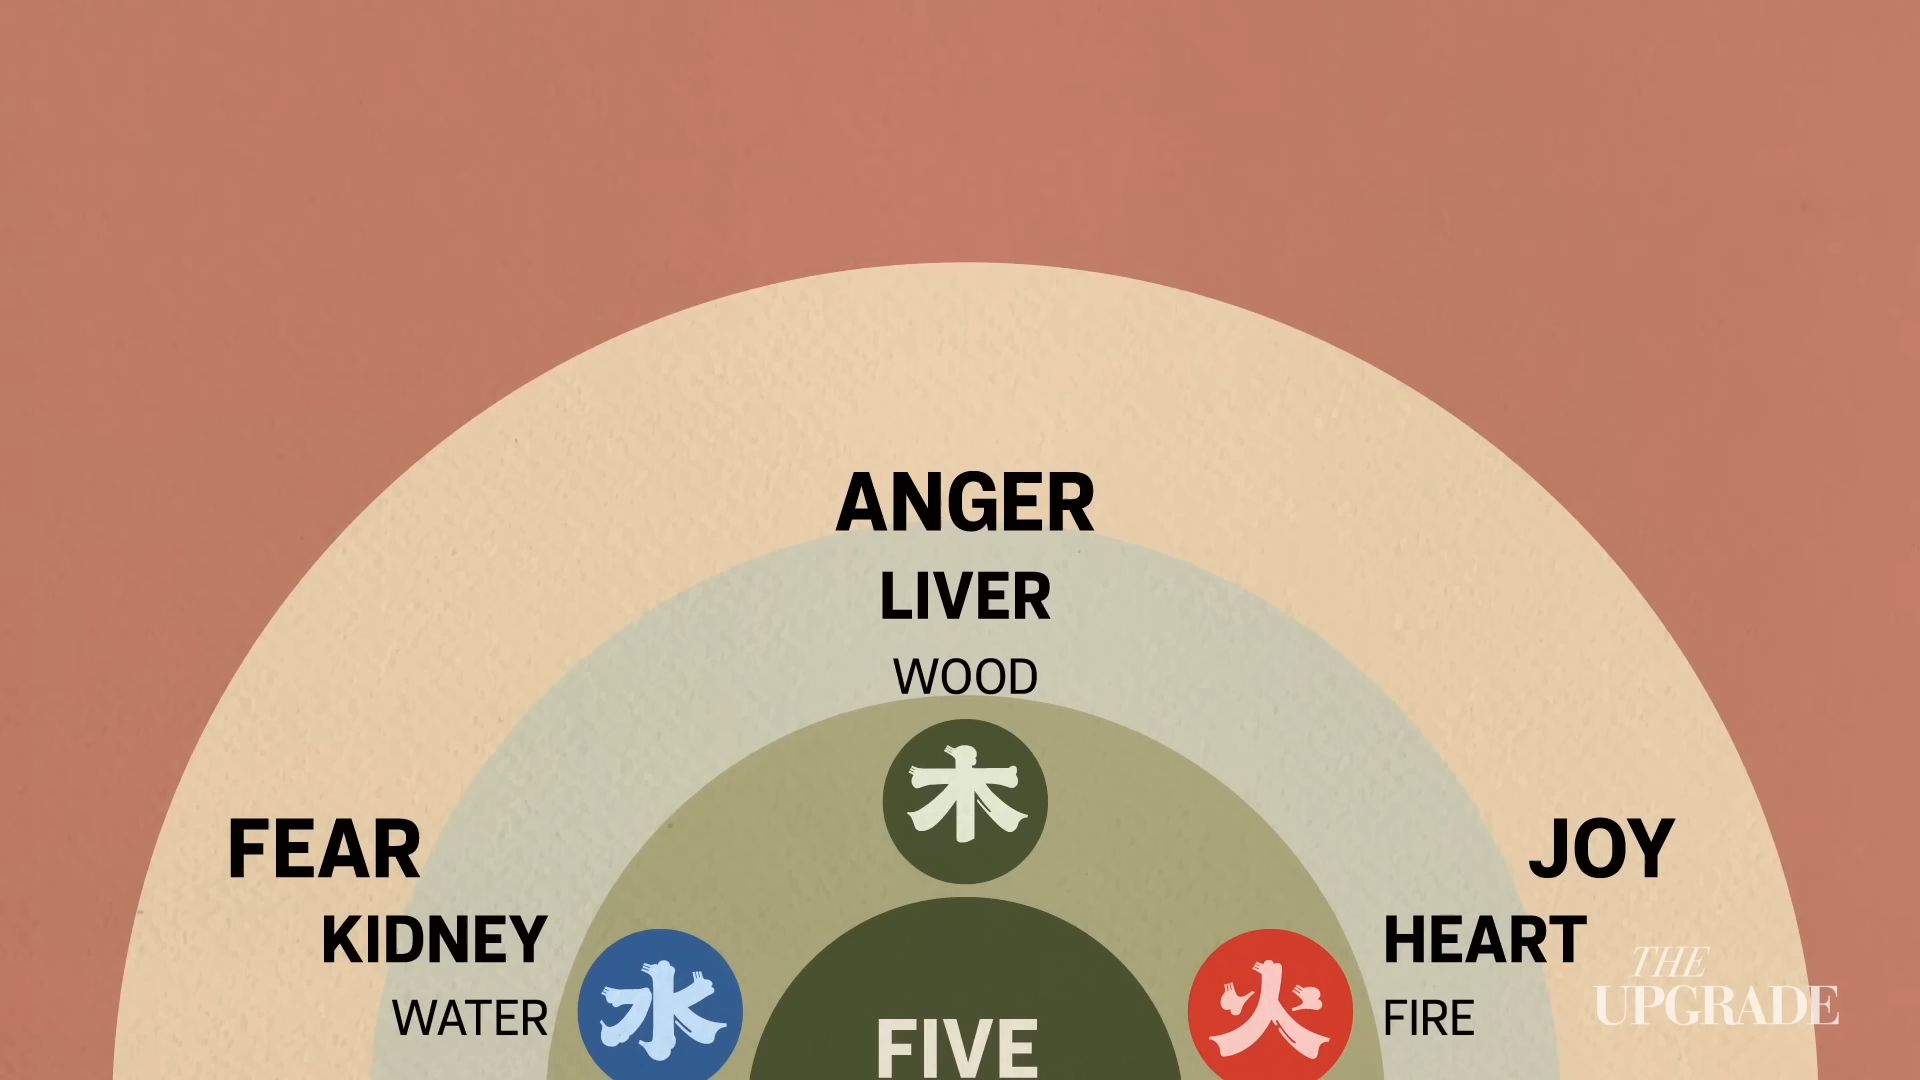 ANGER
LIVER
WOOD
木
FEAR
KIDNEY
WATER
水
JOY
HEART
FIRE
火
FIVE
THE
UPGRADE